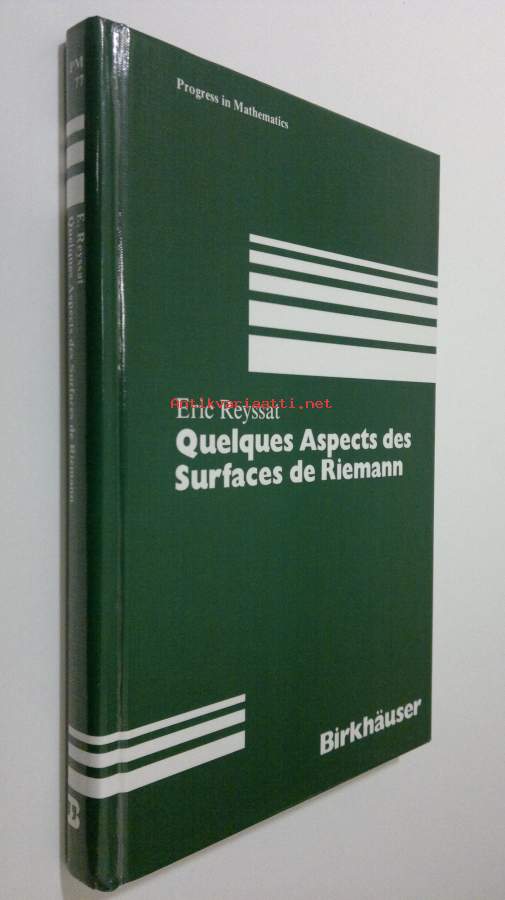 PM
77
E. Reyssat
Quelques Aspects des Surfaces de Riemann
Progress in Mathematics
Antikvariaatti.net
Eric Reyssat
Quelques Aspects des
Surfaces de Riemann
Birkhäuser